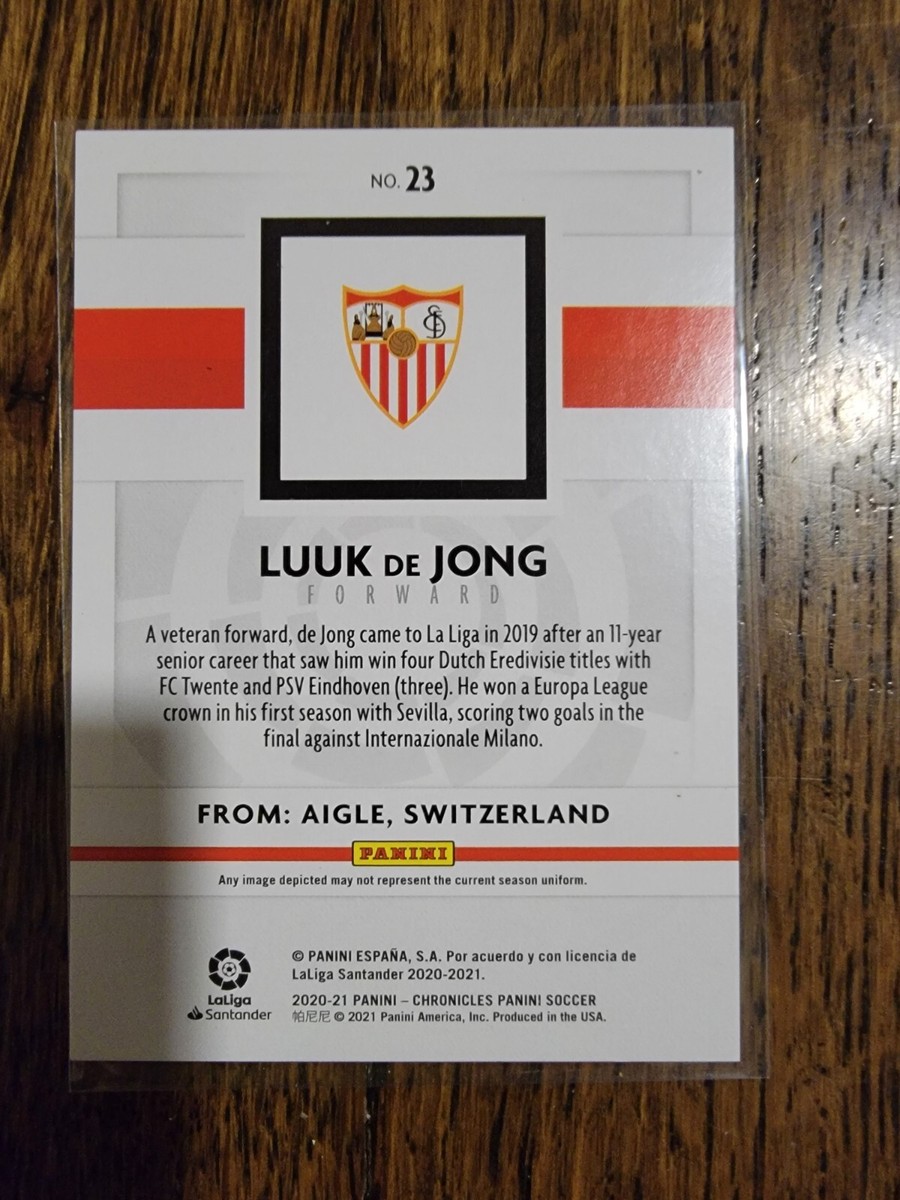 NO. 23
LUUK DE JONG
FORWARD
A veteran forward, de Jong came to La Liga in 2019 after an 11-year
senior career that saw him win four Dutch Eredivisie titles with
FC Twente and PSV Eindhoven (three). He won a Europa League
crown in his first season with Sevilla, scoring two goals in the
final against Internazionale Milano.
FROM: AIGLE, SWITZERLAND
PANINI
Any image depicted may not represent the current season uniform.
© PANINI ESPAÑA, S.A. Por acuerdo y con licencia de
LaLiga Santander 2020-2021.
LaLiga
Santander
2020-21 PANINI – CHRONICLES PANINI SOCCER
帕尼尼 © 2021 Panini America, Inc. Produced in the USA.